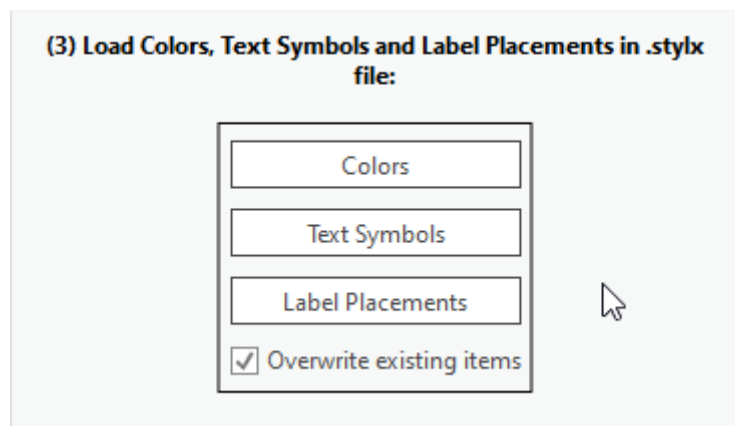 (3) Load Colors, Text Symbols and Label Placements in .stylx
file:
Colors
Text Symbols
Label Placements
Overwrite existing items